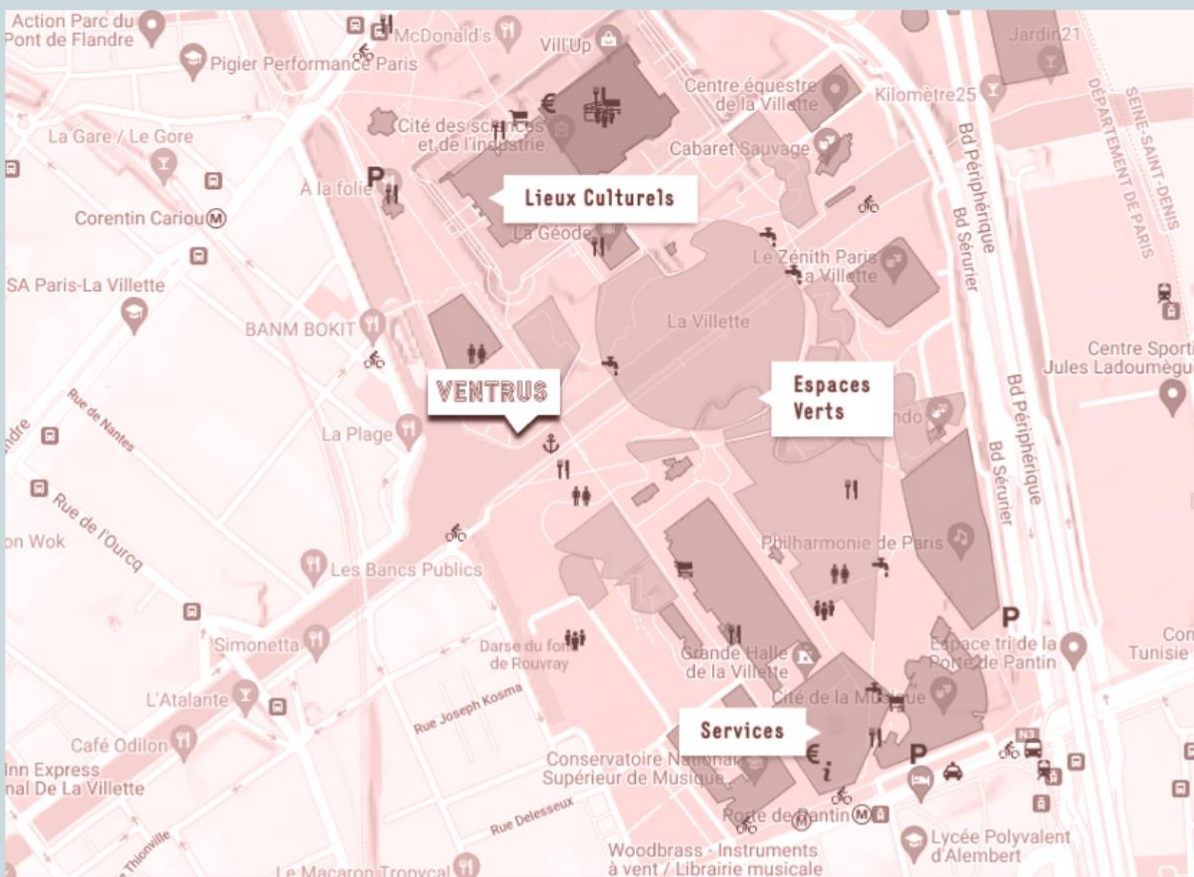 Action Parc du
Pont de Flandre
McDonald's
Vill'Up
Jardin21
Pigier Performance Paris
Centre équestre
de la Villette
Kilomètre25
DÉPARTEMENT DE PARIS
SEINE-SAINT-DENIS
La Gare / Le Gore
Cité des sciences
et de l'industrie
Cabaret Sauvage
Bd Périphérique
Bd Sérurier
À la folie
P
Lieux Culturels
Corentin Cariou M
La Géode
Le Zénith Paris
a Villette
SA Paris-La Villette
BANM BOKIT
La Villette
Centre Sporti
Jules Ladoumègu
VENTRUS
Espaces
Verts
ndo
Bd Périphérique
Bd Sérurier
Rue de Nantes
andre
La Plage
Rue de l'Ourcq
on Wok
Les Bancs Publics
Philharmonie de Paris
P
Simonetta
Darse du fon
de Rouvray
Grande Halle
de la Villette
Espace tri de la
Porte de Pantin
Con
Tunisie
L'Atalante
Rue Joseph Kosma
Cité de la Musique
Services
Café Odilon
Conservatoire National
Supérieur de Musique
€ i
P
N3
Inn Express
nal De La Villette
Rue Delesseux
Porte de Pantin M
Thionville
Woodbrass - Instruments
à vent / Librairie musicale
Lycée Polyvalent
d'Alembert
Le Macaron Tropycal